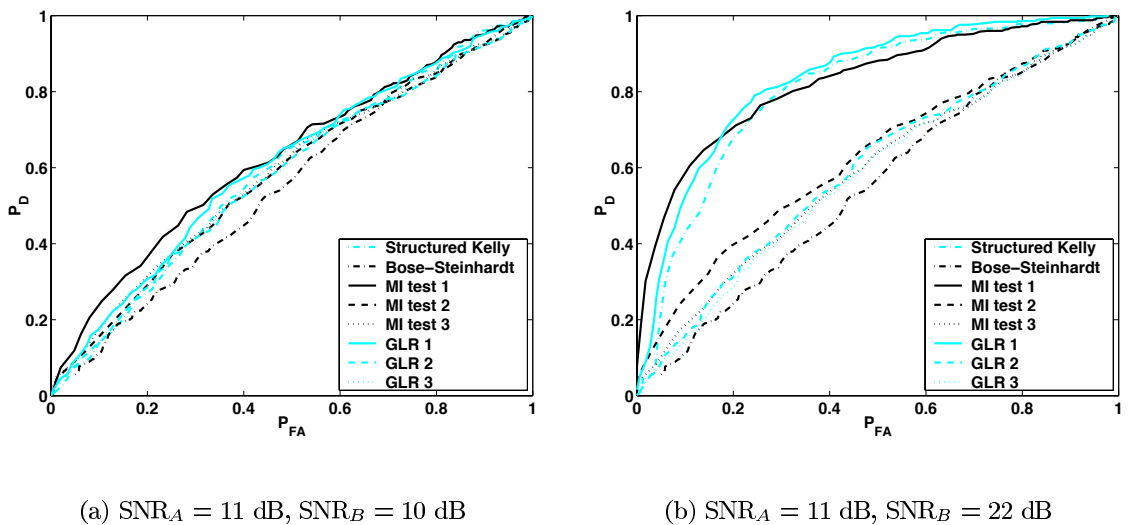 1
0.8
0.6
0.4
0.2
0
P_D
0 0.2 0.4 0.6 0.8 1
P_FA
Structured Kelly
Bose−Steinhardt
MI test 1
MI test 2
MI test 3
GLR 1
GLR 2
GLR 3
(a) SNR_A = 11 dB, SNR_B = 10 dB
1
0.8
0.6
0.4
0.2
0
P_D
0 0.2 0.4 0.6 0.8 1
P_FA
Structured Kelly
Bose−Steinhardt
MI test 1
MI test 2
MI test 3
GLR 1
GLR 2
GLR 3
(b) SNR_A = 11 dB, SNR_B = 22 dB